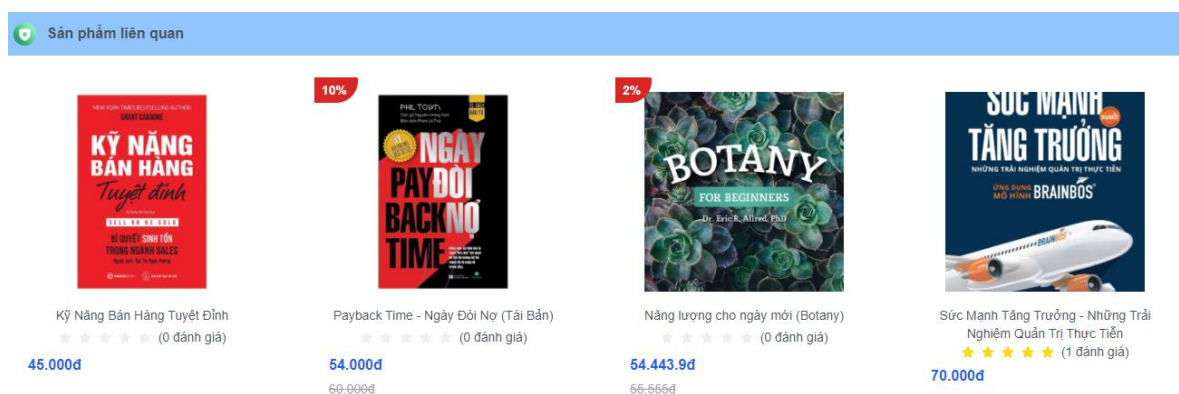 Sản phẩm liên quan
NEW YORK TIMES BESTSELLING AUTHOR
GRANT CARDONE
KỸ NĂNG
BÁN HÀNG
Tuyệt đỉnh
SELL OR BE SOLD
BÍ QUYẾT SINH TỒN
TRONG NGÀNH SALES
Kỹ Năng Bán Hàng Tuyệt Đỉnh
(0 đánh giá)
45.000đ
10%
PHIL TOWN
NGÀY
PAY ĐÒI
BACK NỢ
TIME
Payback Time - Ngày Đòi Nợ (Tái Bản)
(0 đánh giá)
54.000đ
60.000đ
2%
BOTANY
FOR BEGINNERS
Dr. Eric R. Allred, PhD
Năng lượng cho ngày mới (Botany)
(0 đánh giá)
54.443.9đ
55.555đ
SỨC MẠNH
TĂNG TRƯỞNG
NHỮNG TRẢI NGHIỆM QUẢN TRỊ THỰC TIỄN
ỨNG DỤNG
MÔ HÌNH BRAINBOS
BRAINBOS
Sức Mạnh Tăng Trưởng - Những Trải
Nghiệm Quản Trị Thực Tiễn
(1 đánh giá)
70.000đ